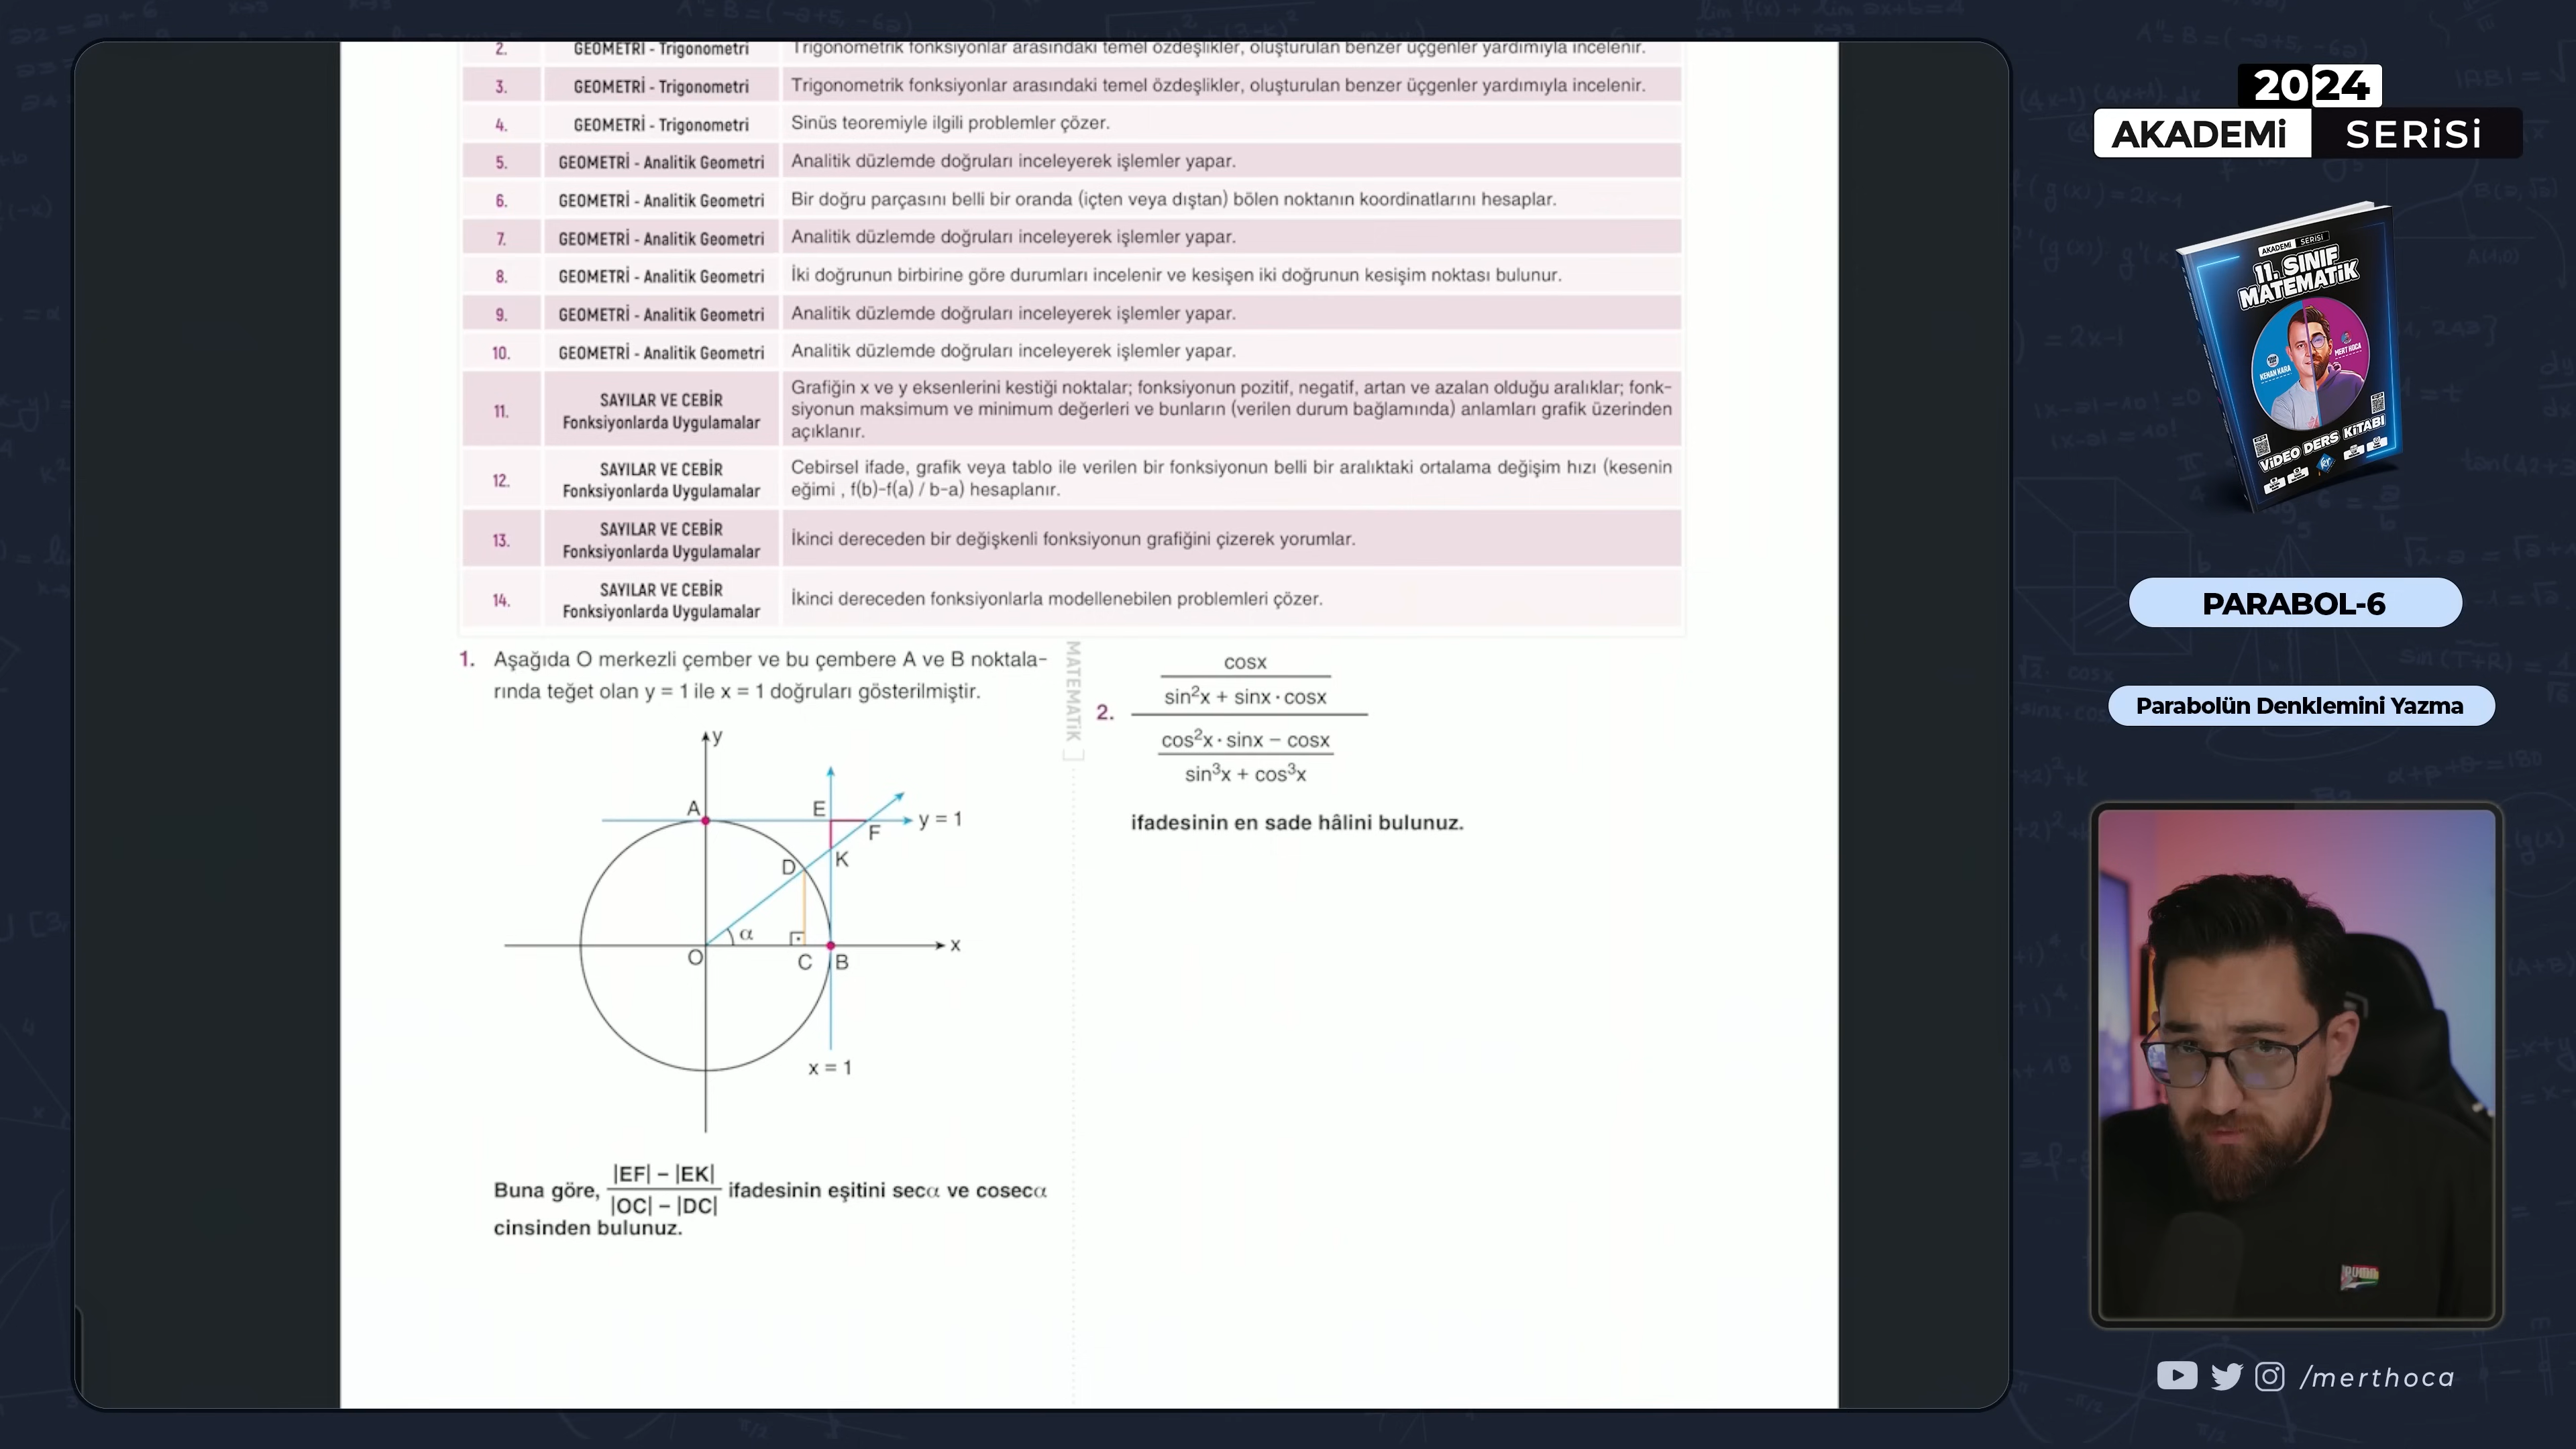 2. GEOMETRİ - Trigonometri Trigonometrik fonksiyonlar arasındaki temel özdeşlikler, oluşturulan benzer üçgenler yardımıyla incelenir.
3. GEOMETRİ - Trigonometri Trigonometrik fonksiyonlar arasındaki temel özdeşlikler, oluşturulan benzer üçgenler yardımıyla incelenir.
4. GEOMETRİ - Trigonometri Sinüs teoremiyle ilgili problemler çözer.
5. GEOMETRİ - Analitik Geometri Analitik düzlemde doğruları inceleyerek işlemler yapar.
6. GEOMETRİ - Analitik Geometri Bir doğru parçasını belli bir oranda (içten veya dıştan) bölen noktanın koordinatlarını hesaplar.
7. GEOMETRİ - Analitik Geometri Analitik düzlemde doğruları inceleyerek işlemler yapar.
8. GEOMETRİ - Analitik Geometri İki doğrunun birbirine göre durumları incelenir ve kesişen iki doğrunun kesişim noktası bulunur.
9. GEOMETRİ - Analitik Geometri Analitik düzlemde doğruları inceleyerek işlemler yapar.
10. GEOMETRİ - Analitik Geometri Analitik düzlemde doğruları inceleyerek işlemler yapar.
11. SAYILAR VE CEBİR
Fonksiyonlarda Uygulamalar
Grafiğin x ve y eksenlerini kestiği noktalar; fonksiyonun pozitif, negatif, artan ve azalan olduğu aralıklar; fonk-
siyonun maksimum ve minimum değerleri ve bunların (verilen durum bağlamında) anlamları grafik üzerinden
açıklanır.
12. SAYILAR VE CEBİR
Fonksiyonlarda Uygulamalar
Cebirsel ifade, grafik veya tablo ile verilen bir fonksiyonun belli bir aralıktaki ortalama değişim hızı (kesenin
eğimi , f(b)-f(a) / b-a) hesaplanır.
13. SAYILAR VE CEBİR
Fonksiyonlarda Uygulamalar
İkinci dereceden bir değişkenli fonksiyonun grafiğini çizerek yorumlar.
14. SAYILAR VE CEBİR
Fonksiyonlarda Uygulamalar
İkinci dereceden fonksiyonlarla modellenebilen problemleri çözer.
1. Aşağıda O merkezli çember ve bu çembere A ve B noktala-
rında teğet olan y = 1 ile x = 1 doğruları gösterilmiştir.
y
A E
F y = 1
D K
α
O C B x
x = 1
Buna göre, |EF| - |EK| / |OC| - |DC| ifadesinin eşitini secα ve cosecα
cinsinden bulunuz.
MATEMATİK
2.
cosx
sin²x + sinx · cosx
cos²x · sinx − cosx
sin³x + cos³x
ifadesinin en sade hâlini bulunuz.
2024
AKADEMİ SERİSİ
AKADEMİ SERİSİ
11. SINIF
MATEMATİK
KENAN KARA
MERT HOCA
VİDEO DERS KİTABI
PARABOL-6
Parabolün Denklemini Yazma
PUMA
/merthoca